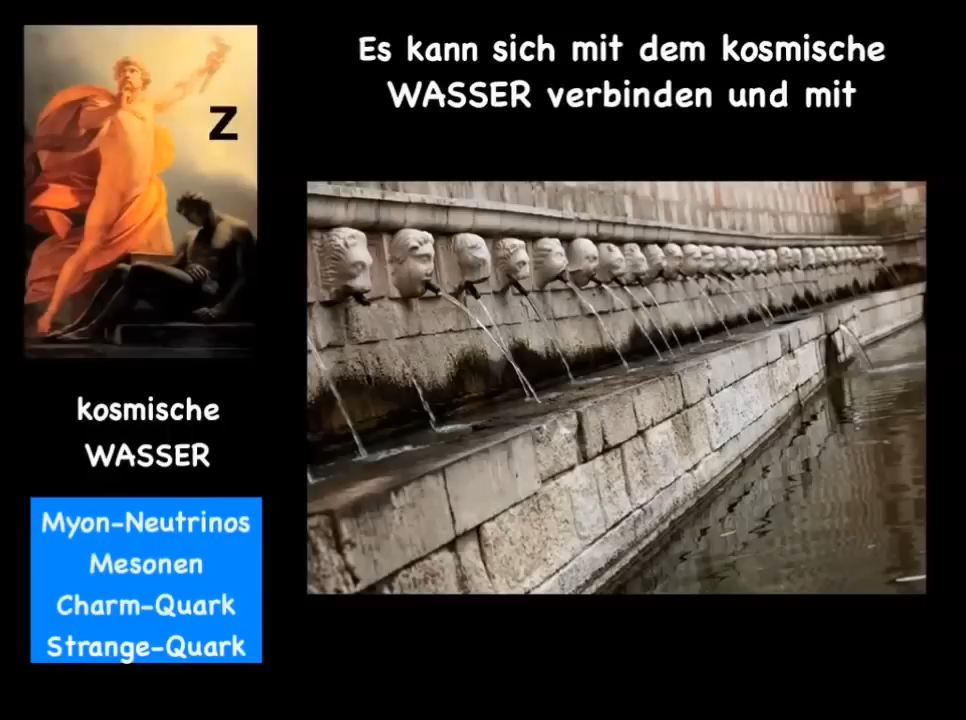 Es kann sich mit dem kosmische
WASSER verbinden und mit
Z
kosmische
WASSER
Myon-Neutrinos
Mesonen
Charm-Quark
Strange-Quark